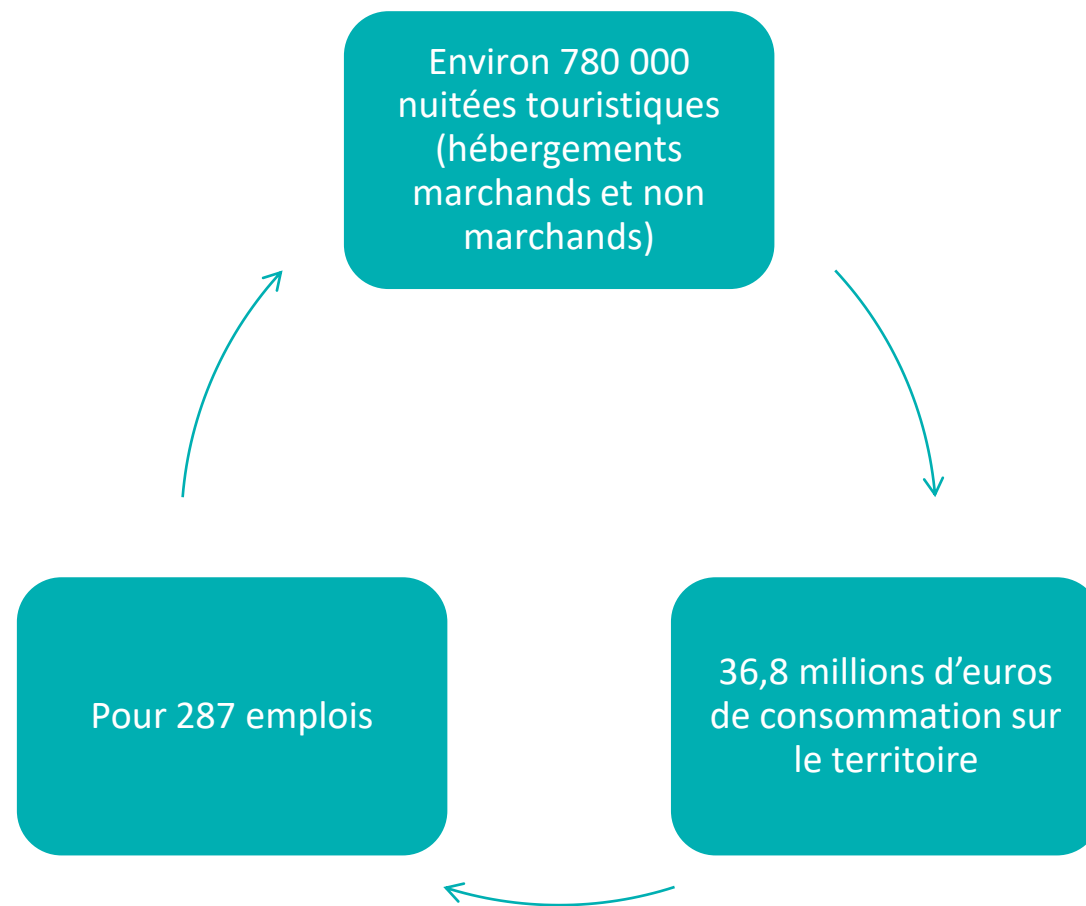 Environ 780 000
nuitées touristiques
(hébergements
marchands et non
marchands)
36,8 millions d’euros
de consommation sur
le territoire
Pour 287 emplois